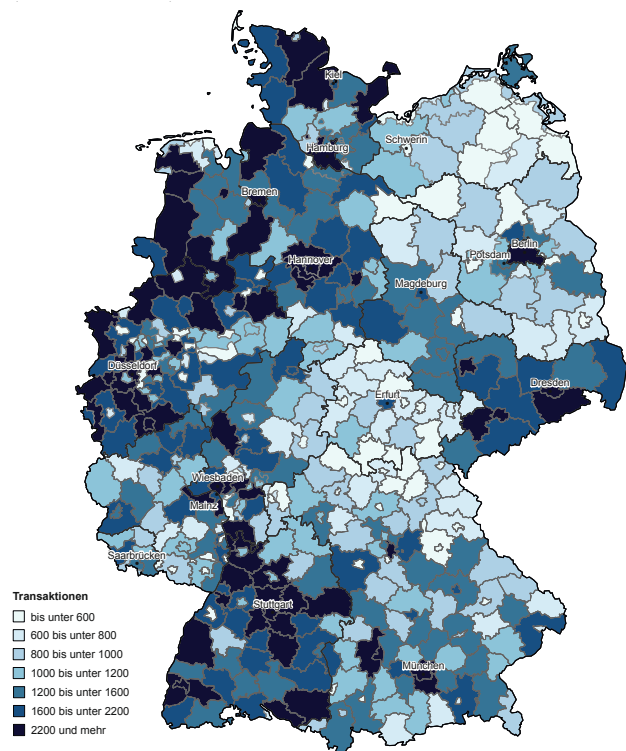 Kiel
Schwerin
Hamburg
Bremen
Berlin
Potsdam
Hannover
Magdeburg
Düsseldorf
Dresden
Erfurt
Wiesbaden
Mainz
Saarbrücken
Stuttgart
München
Transaktionen
bis unter 600
600 bis unter 800
800 bis unter 1000
1000 bis unter 1200
1200 bis unter 1600
1600 bis unter 2200
2200 und mehr